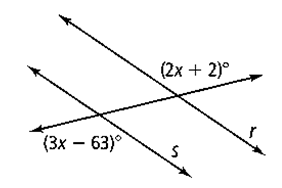 (2x + 2)°
r
(3x − 63)°
s